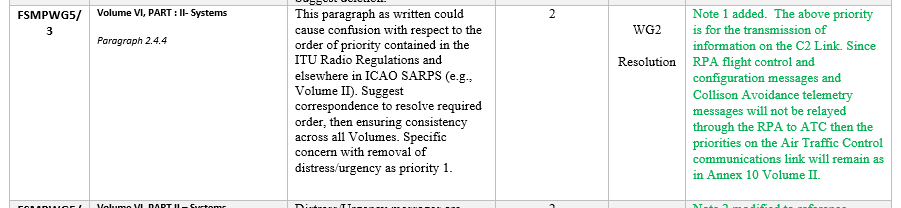 FSMPWG5/
3
Volume VI, PART : II- Systems
Paragraph 2.4.4
This paragraph as written could
cause confusion with respect to the
order of priority contained in the
ITU Radio Regulations and
elsewhere in ICAO SARPS (e.g.,
Volume II). Suggest
correspondence to resolve required
order, then ensuring consistency
across all Volumes. Specific
concern with removal of
distress/urgency as priority 1.
2
WG2
Resolution
Note 1 added.  The above priority
is for the transmission of
information on the C2 Link. Since
RPA flight control and
configuration messages and
Collison Avoidance telemetry
messages will not be relayed
through the RPA to ATC then the
priorities on the Air Traffic Control
communications link will remain as
in Annex 10 Volume II.